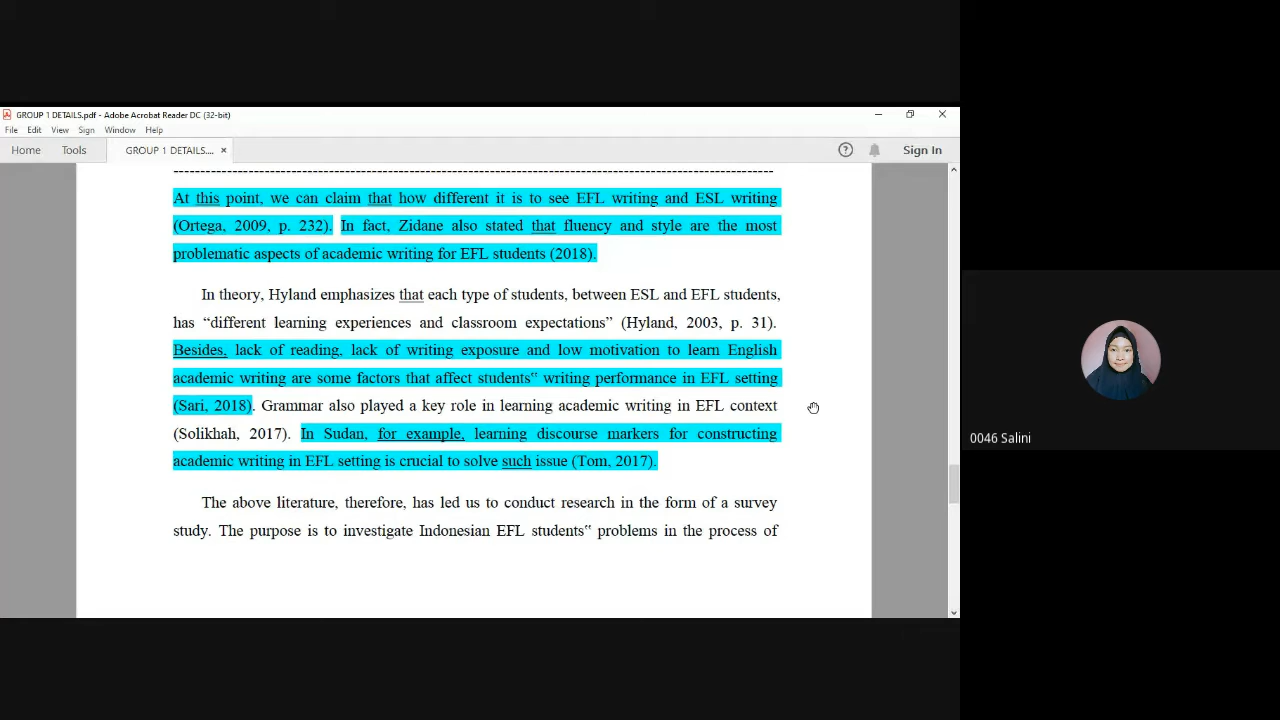 GROUP 1 DETAILS.pdf - Adobe Acrobat Reader DC (32-bit)
File Edit View Sign Window Help
Home Tools GROUP 1 DETAILS.... × Sign In
At this point, we can claim that how different it is to see EFL writing and ESL writing
(Ortega, 2009, p. 232). In fact, Zidane also stated that fluency and style are the most
problematic aspects of academic writing for EFL students (2018).
In theory, Hyland emphasizes that each type of students, between ESL and EFL students,
has “different learning experiences and classroom expectations” (Hyland, 2003, p. 31).
Besides, lack of reading, lack of writing exposure and low motivation to learn English
academic writing are some factors that affect students‟ writing performance in EFL setting
(Sari, 2018). Grammar also played a key role in learning academic writing in EFL context
(Solikhah, 2017). In Sudan, for example, learning discourse markers for constructing
academic writing in EFL setting is crucial to solve such issue (Tom, 2017).
The above literature, therefore, has led us to conduct research in the form of a survey
study. The purpose is to investigate Indonesian EFL students‟ problems in the process of
0046 Salini